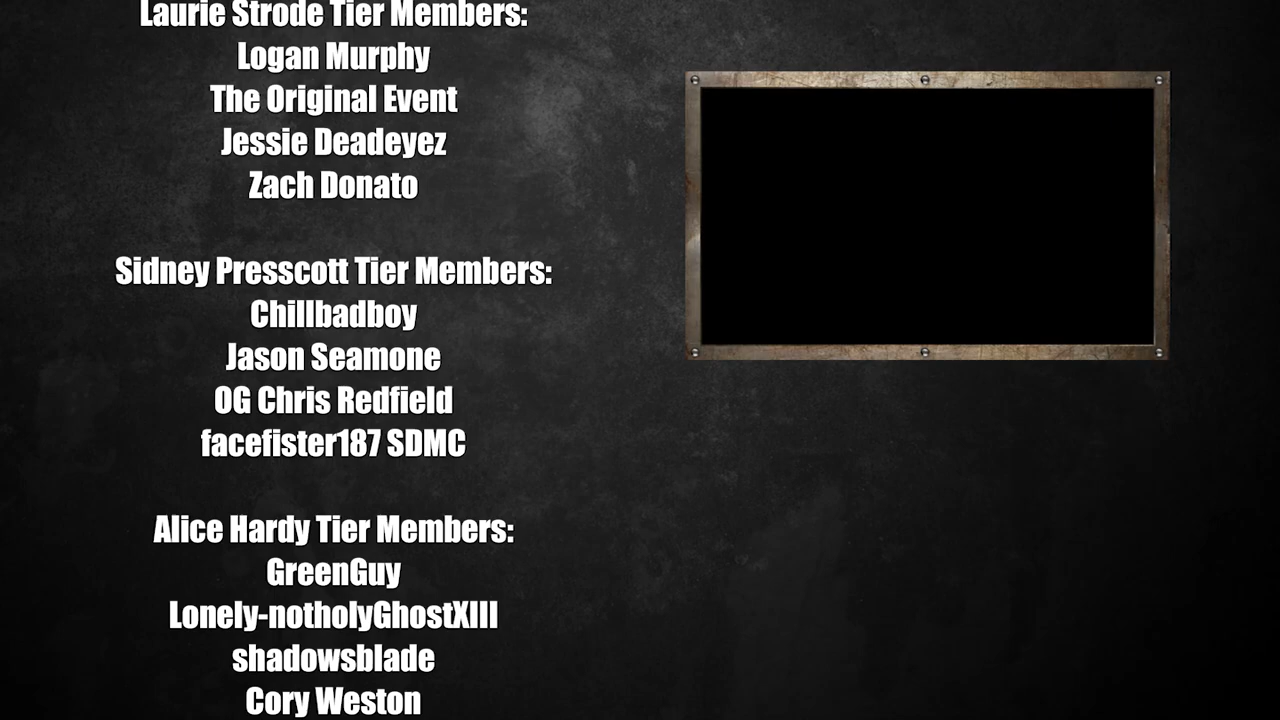 Laurie Strode Tier Members:
Logan Murphy
The Original Event
Jessie Deadeyez
Zach Donato
Sidney Presscott Tier Members:
Chillbadboy
Jason Seamone
OG Chris Redfield
facefister187 SDMC
Alice Hardy Tier Members:
GreenGuy
Lonely-notholyGhostXIII
shadowsblade
Cory Weston